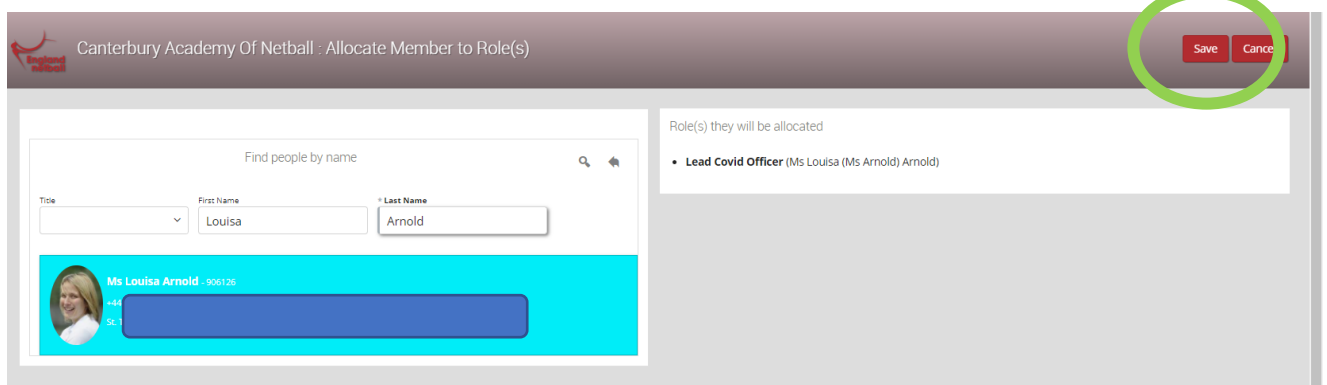 England
netball
Canterbury Academy Of Netball : Allocate Member to Role(s)
Save
Cancel
Find people by name
Title
First Name
* Last Name
Louisa
Arnold
Ms Louisa Arnold - 906126
+44
St.
Role(s) they will be allocated
• Lead Covid Officer (Ms Louisa (Ms Arnold) Arnold)